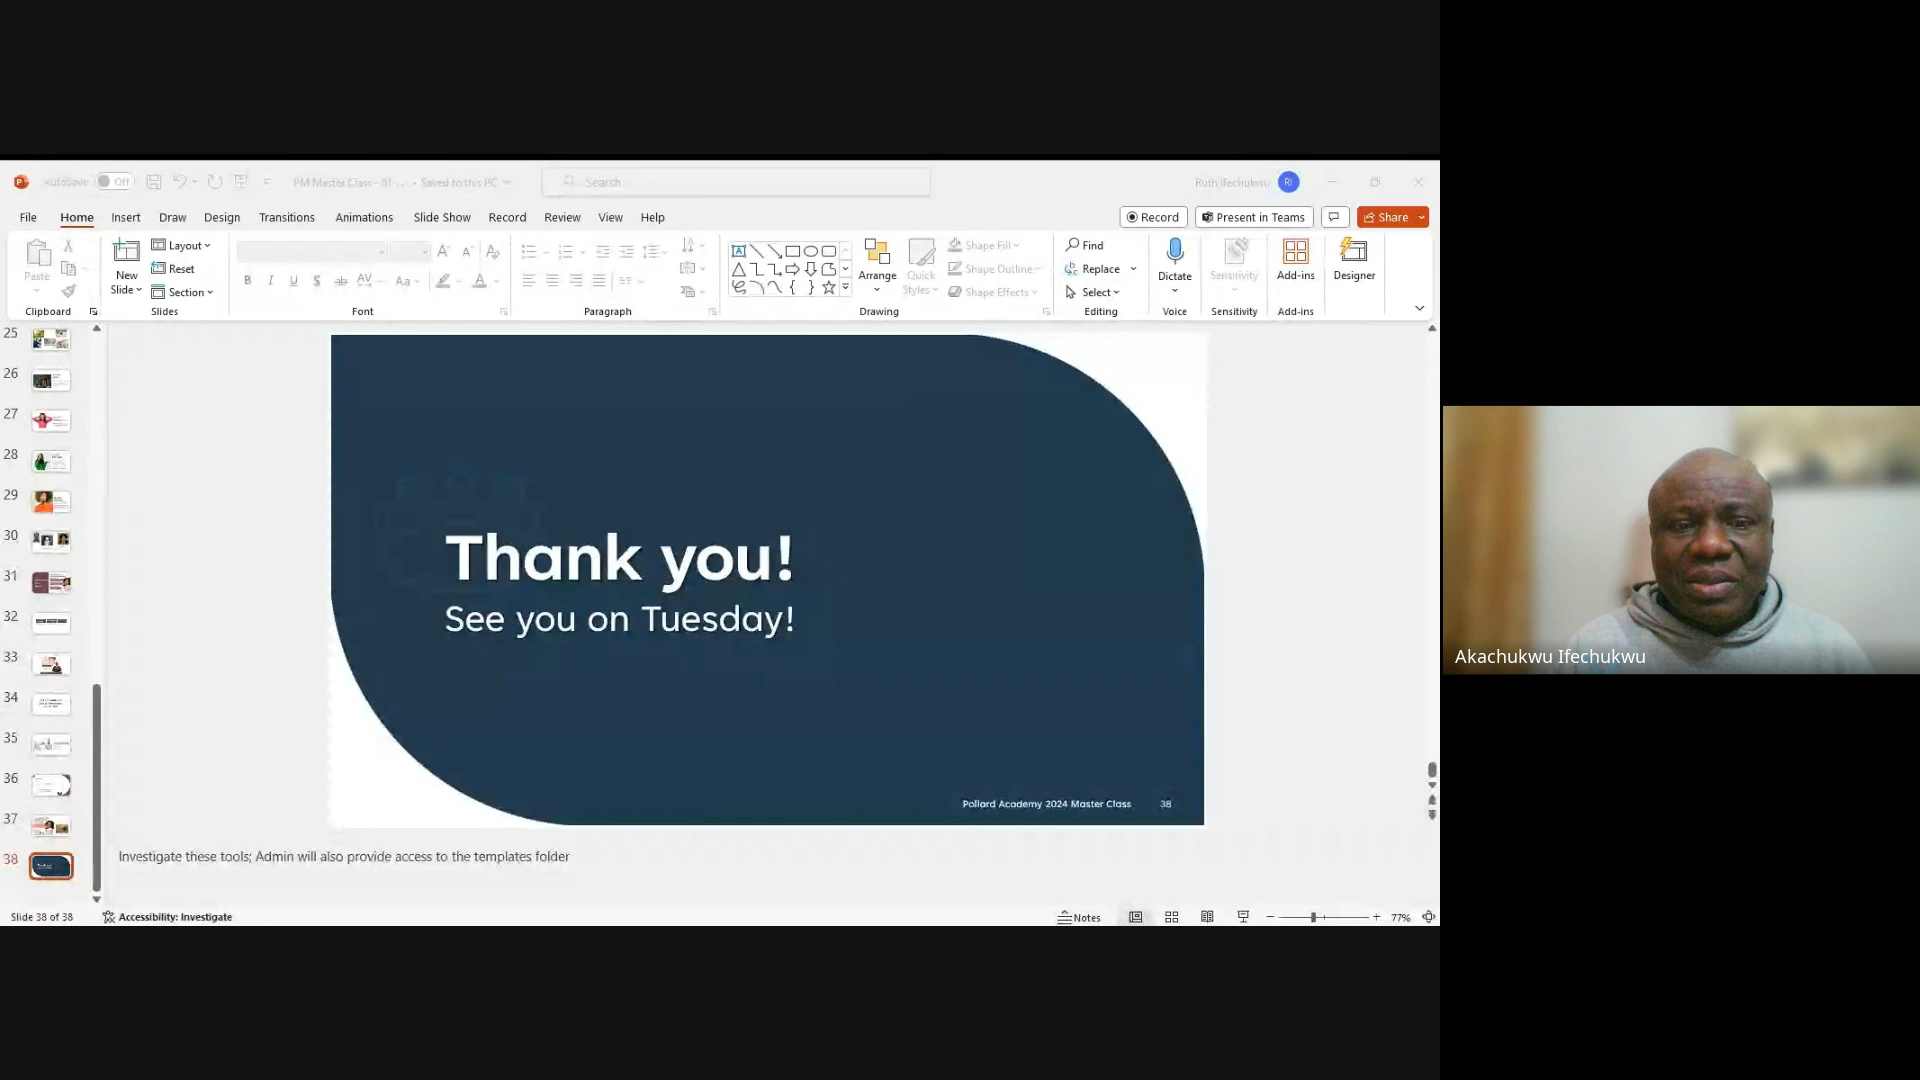 AutoSave Off PM Master Class - 01-... • Saved to this PC Search Ruth Ifechukwu RI
File Home Insert Draw Design Transitions Animations Slide Show Record Review View Help Record Present in Teams Share
Paste
New
Slide
Layout
Reset
Section
Arrange
Quick
Styles
Shape Fill
Shape Outline
Shape Effects
Find
Replace
Select
Dictate
Sensitivity
Add-ins
Designer
Clipboard Slides Font Paragraph Drawing Editing Voice Sensitivity Add-ins
25
26
27
28
29
30
31
32
33
34
35
36
37
38
Thank you!
See you on Tuesday!
Pollard Academy 2024 Master Class 38
Investigate these tools; Admin will also provide access to the templates folder
Slide 38 of 38 Accessibility: Investigate Notes 77%
Akachukwu Ifechukwu